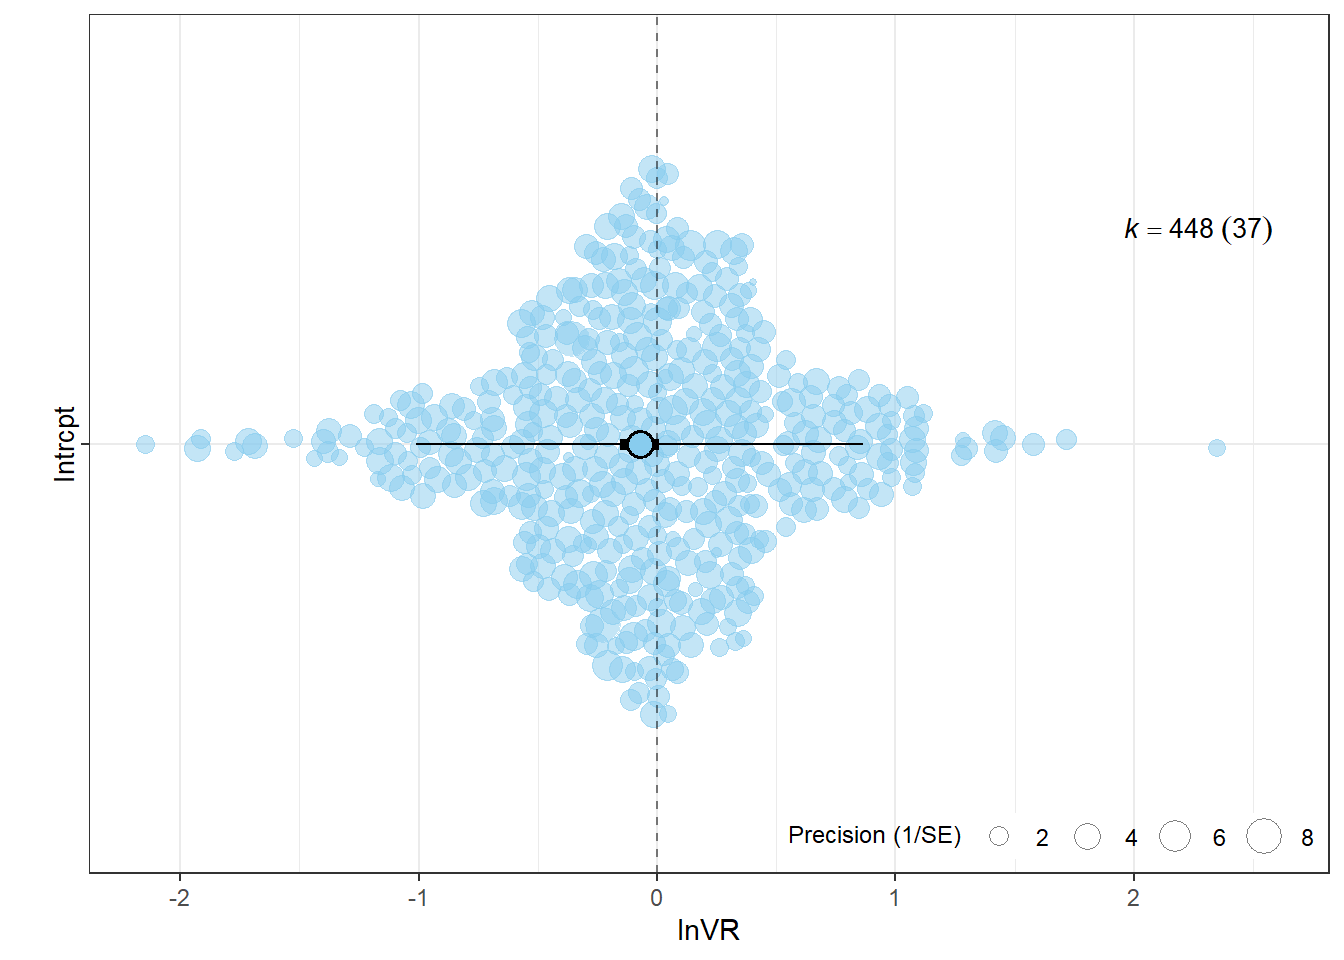 k = 448 (37)
Intrcpt
Precision (1/SE) 2 4 6 8
-2 -1 0 1 2
lnVR